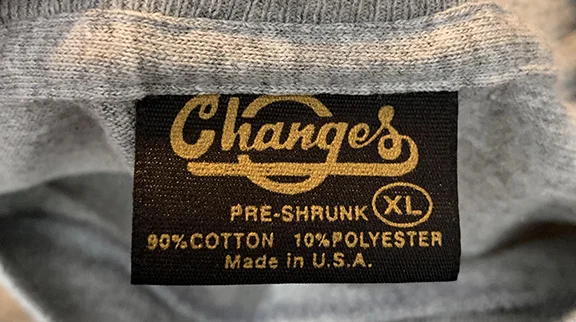 Changes
PRE-SHRUNK XL
90%COTTON 10%POLYESTER
Made in U.S.A.